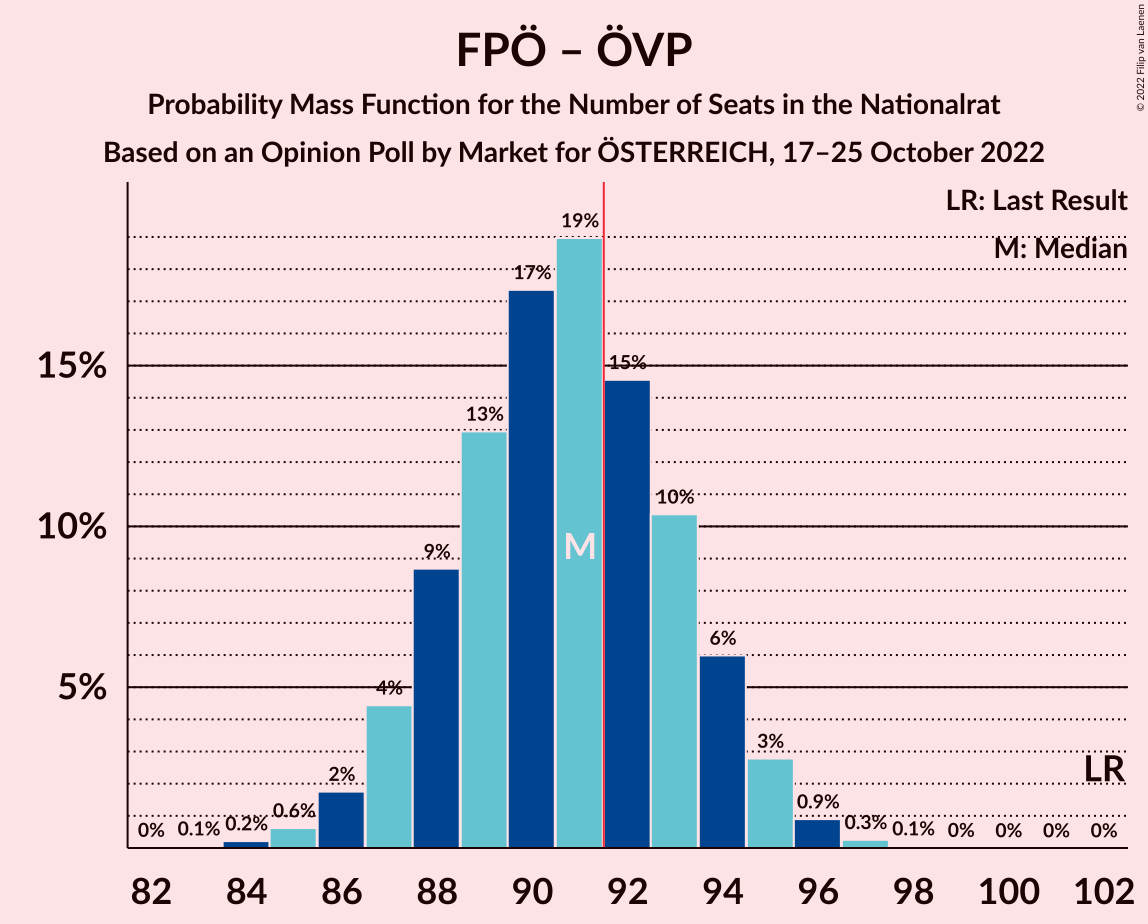 FPÖ – ÖVP
Probability Mass Function for the Number of Seats in the Nationalrat
Based on an Opinion Poll by Market for ÖSTERREICH, 17–25 October 2022
© 2022 Filip van Laenen
LR: Last Result
M: Median
15%
10%
5%
0%
0.1%
0.2%
0.6%
2%
4%
9%
13%
17%
19%
15%
10%
6%
3%
0.9%
0.3%
0.1%
0%
0%
0%
0%
M
LR
82 84 86 88 90 92 94 96 98 100 102